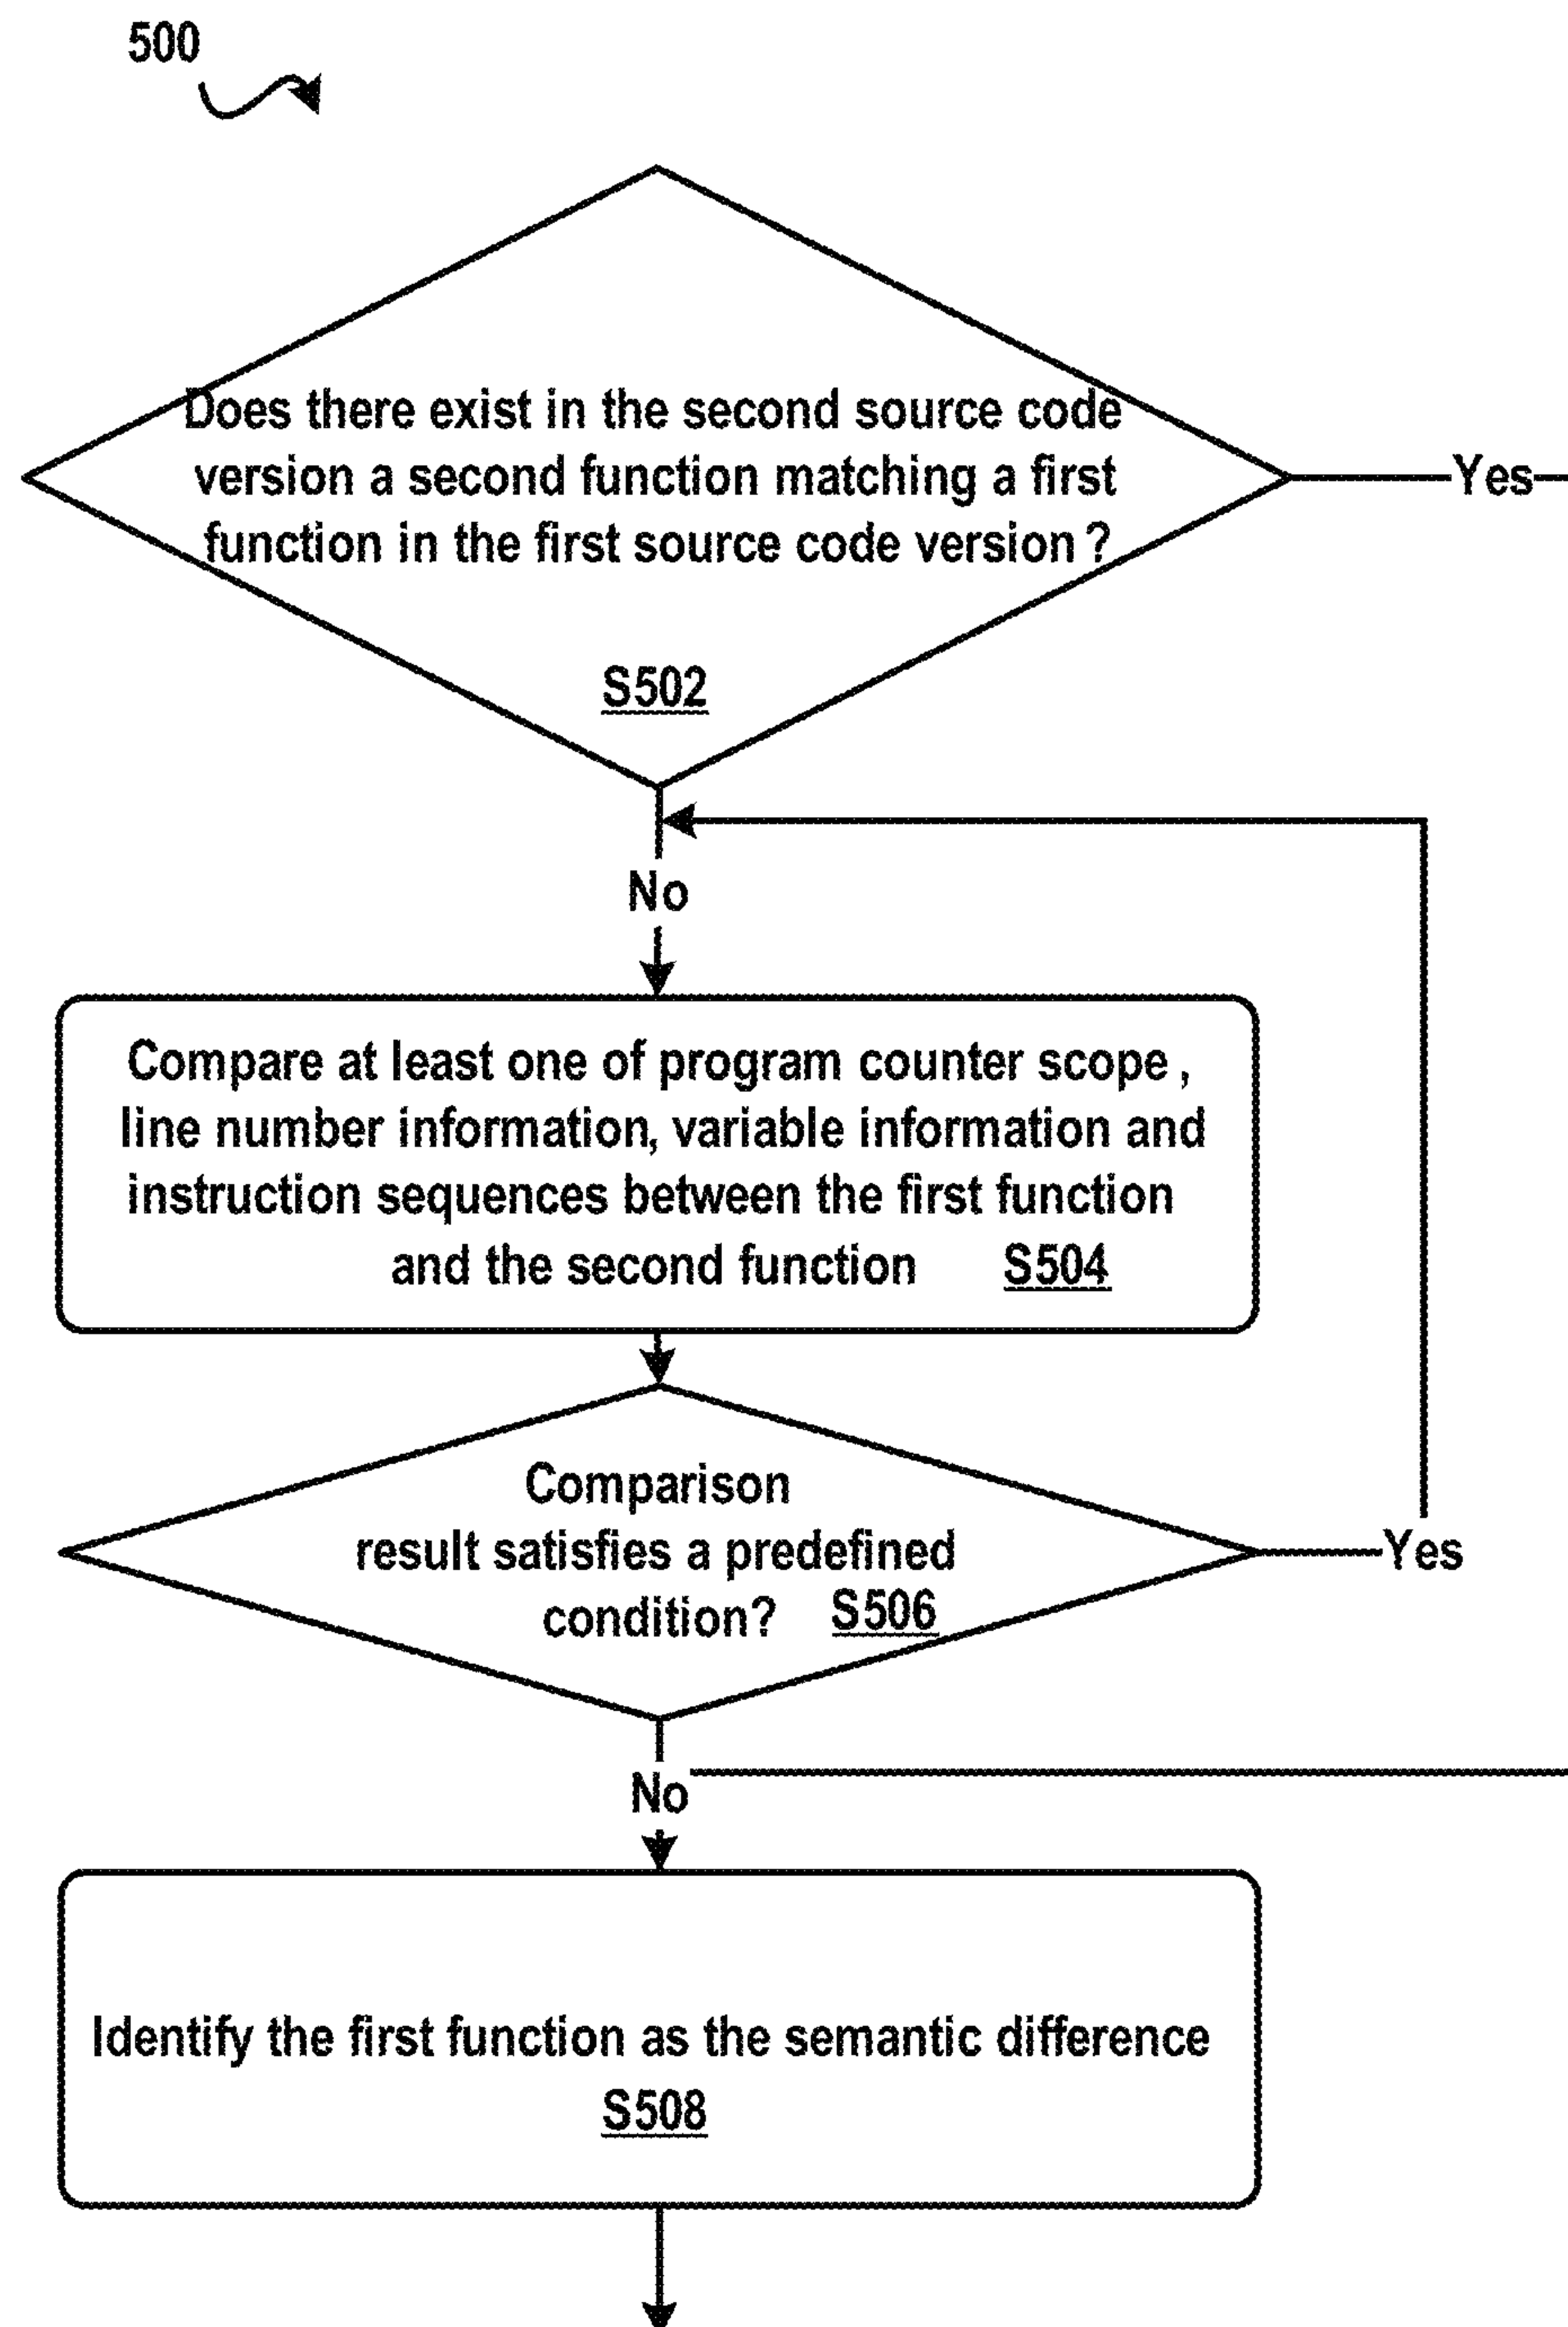 500
Does there exist in the second source code
version a second function matching a first
function in the first source code version ?
S502
Yes
No
Compare at least one of program counter scope ,
line number information, variable information and
instruction sequences between the first function
and the second function S504
Comparison
result satisfies a predefined
condition? S506
Yes
No
Identify the first function as the semantic difference
S508